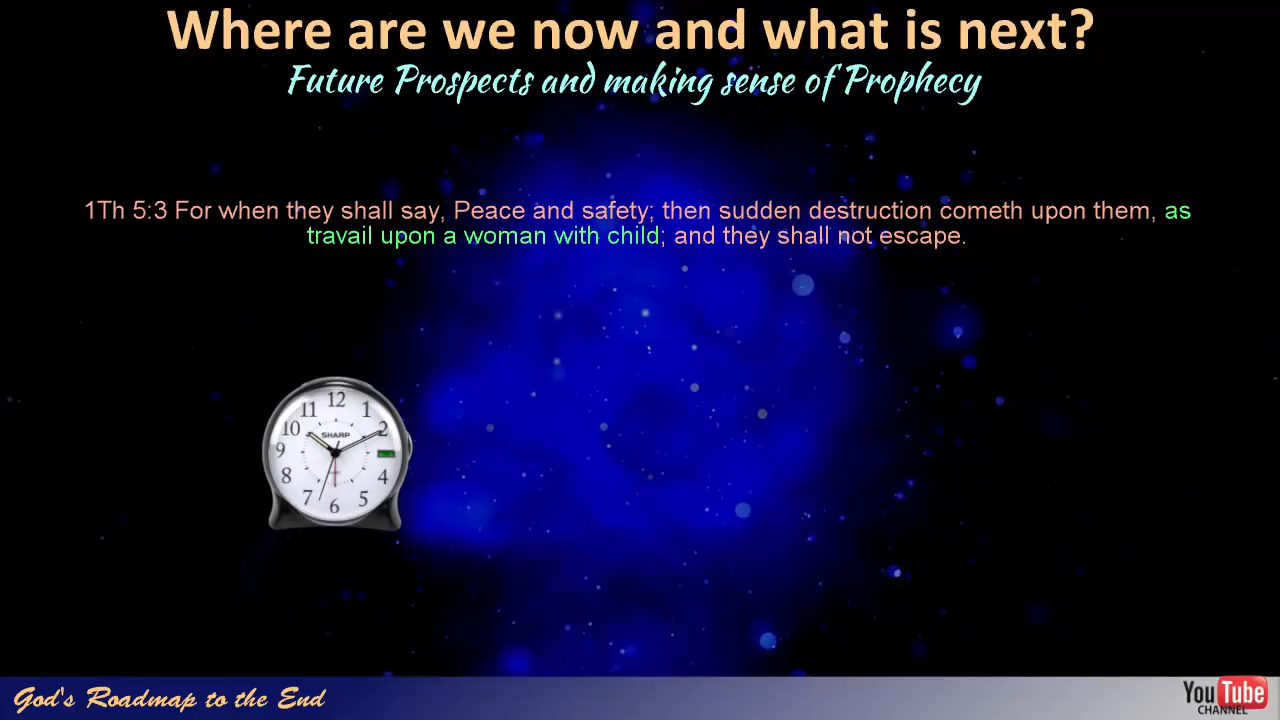 Where are we now and what is next?
Future Prospects and making sense of Prophecy
1Th 5:3 For when they shall say, Peace and safety; then sudden destruction cometh upon them, as
travail upon a woman with child; and they shall not escape.
12
11 1
10 SHARP 2
9
8 4
7 5
6
God's Roadmap to the End
YouTube
CHANNEL